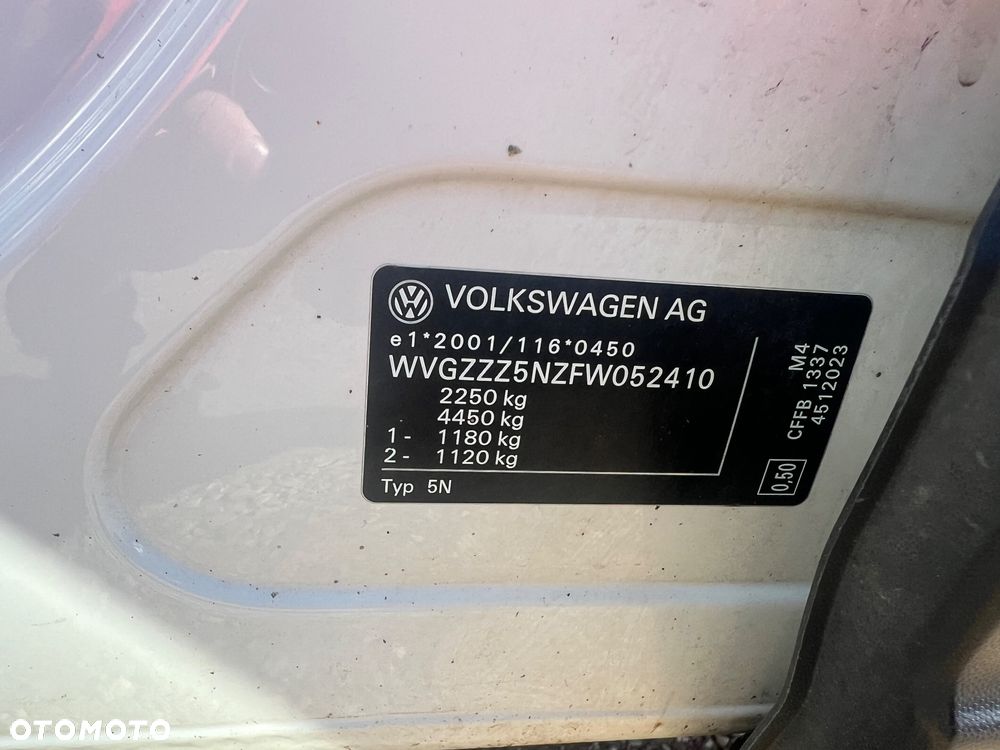 VOLKSWAGEN AG
e1*2001/116*0450
WVGZZZ5NZFW052410
2250 kg
4450 kg
1- 1180 kg
2- 1120 kg
Typ 5N
M4
CFFB 1337
4512023
0,50
OTOMOTO